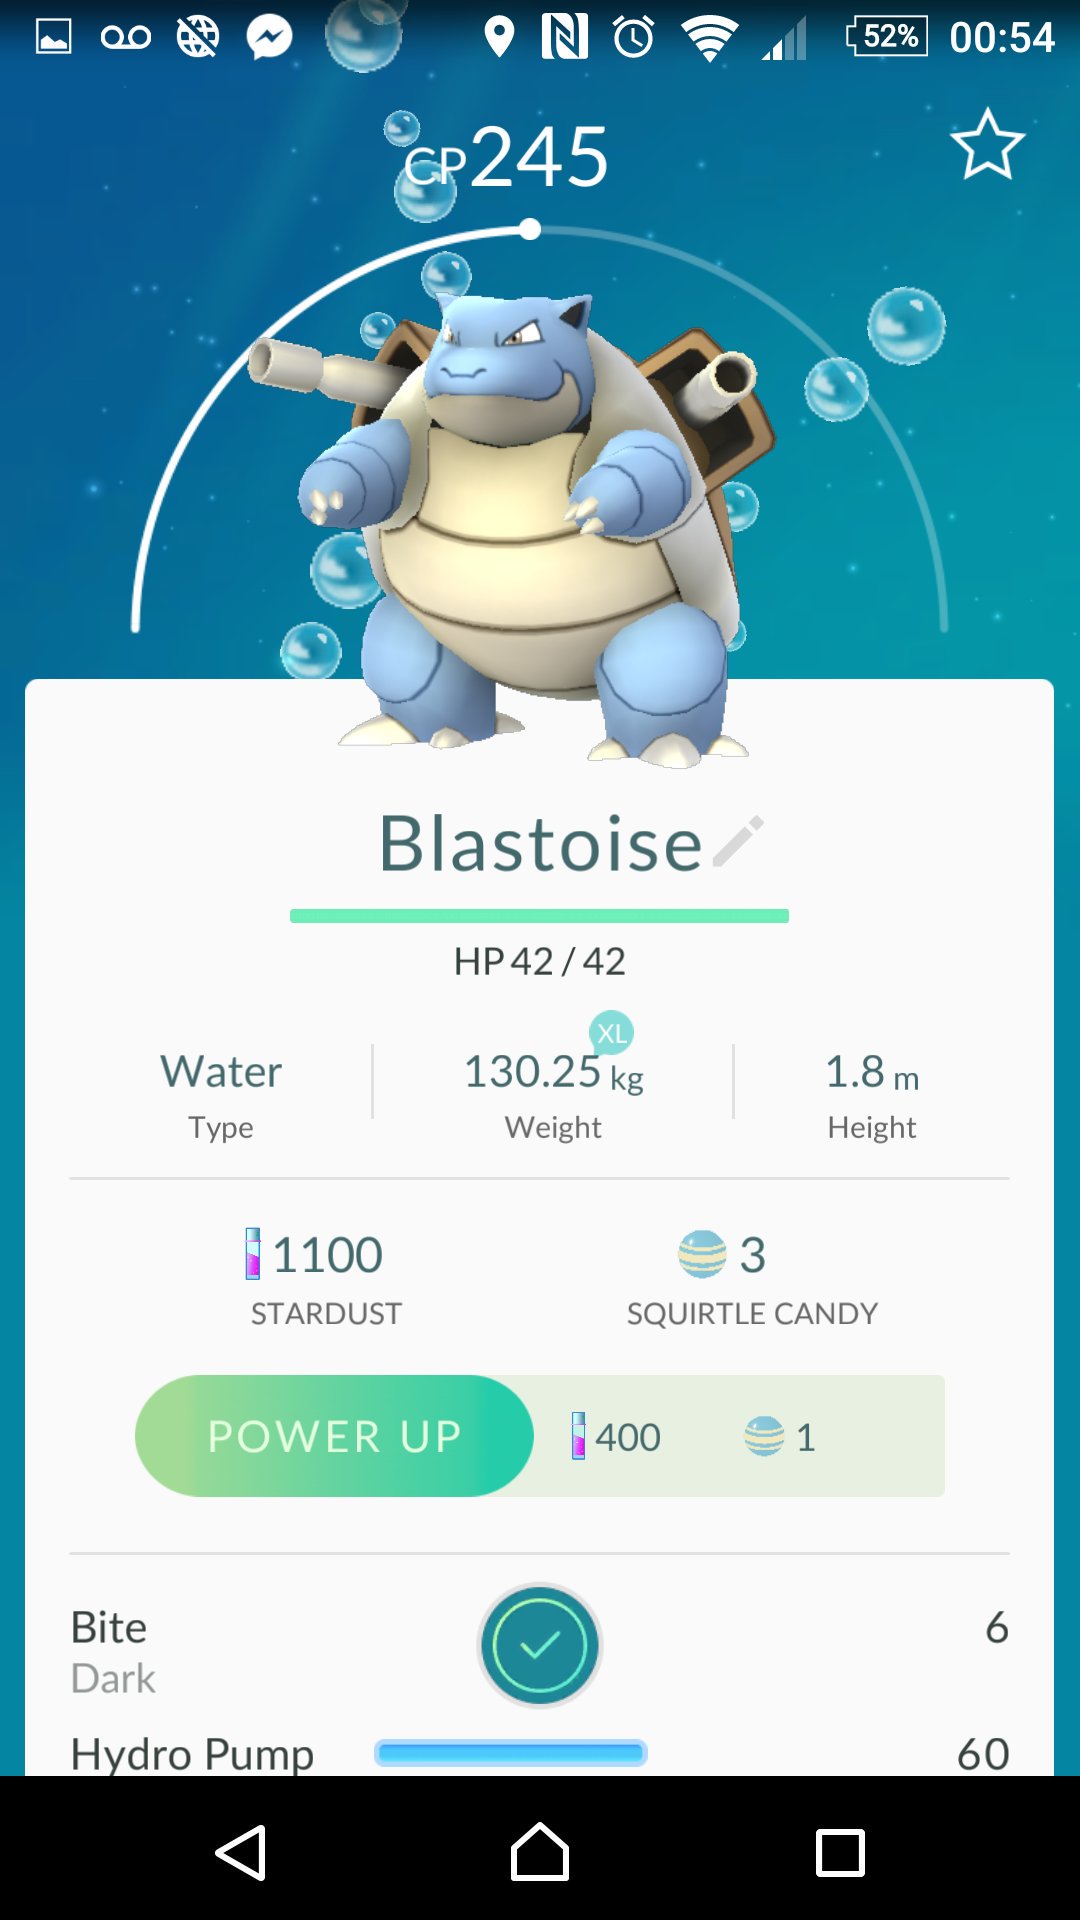 52% 00:54
CP245
Blastoise
HP 42 / 42
XL
Water 130.25 kg 1.8 m
Type Weight Height
1100 3
STARDUST SQUIRTLE CANDY
POWER UP 400 1
Bite 6
Dark
Hydro Pump 60